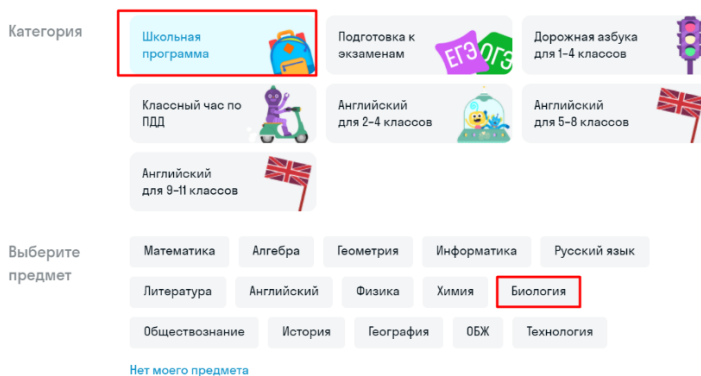 Категория
Школьная
программа
Подготовка к
экзаменам
ЕГЭ ОГЭ
Дорожная азбука
для 1–4 классов
Классный час по
ПДД
Английский
для 2–4 классов
Английский
для 5–8 классов
Английский
для 9–11 классов
Выберите
предмет
Математика Алгебра Геометрия Информатика Русский язык
Литература Английский Физика Химия Биология
Обществознание История География ОБЖ Технология
Нет моего предмета